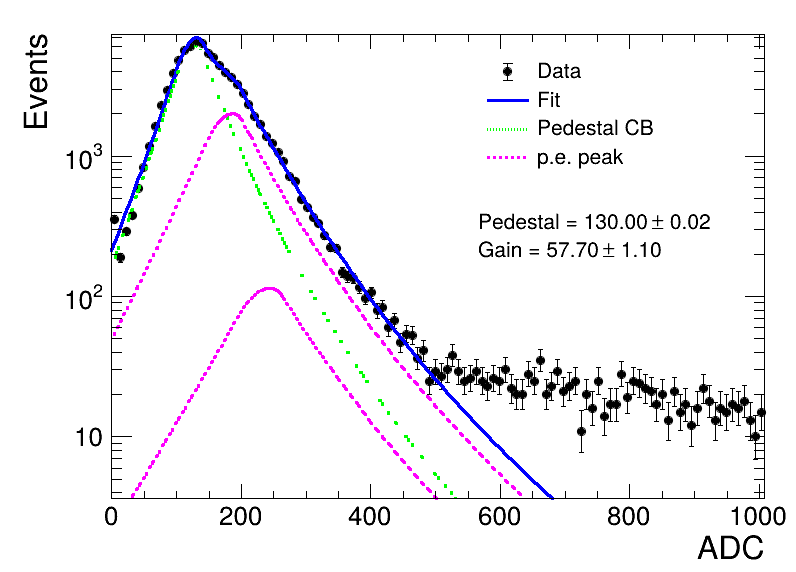 Events
10³
10²
10
Data
Fit
Pedestal CB
p.e. peak
Pedestal = 130.00 ± 0.02
Gain = 57.70 ± 1.10
0 200 400 600 800 1000
ADC